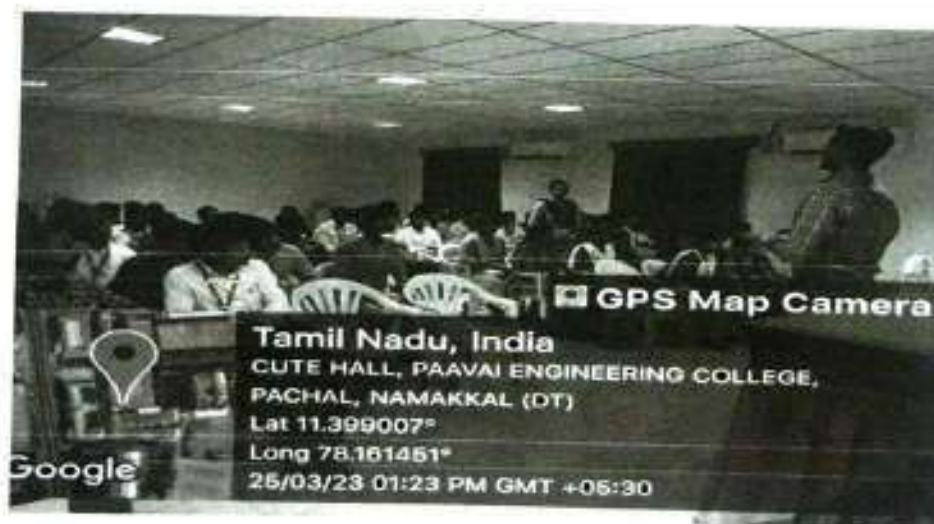 GPS Map Camera
Tamil Nadu, India
CUTE HALL, PAAVAI ENGINEERING COLLEGE,
PACHAL, NAMAKKAL (DT)
Lat 11.399007°
Long 78.161451°
25/03/23 01:23 PM GMT +05:30
Google